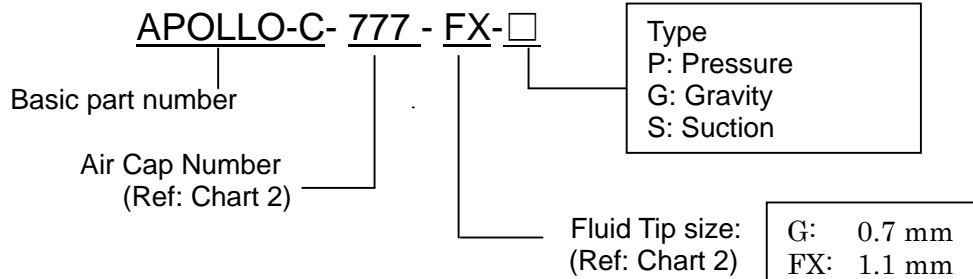 APOLLO-C- 777 - FX-□
Type
P: Pressure
G: Gravity
S: Suction
Basic part number
Air Cap Number
(Ref: Chart 2)
Fluid Tip size:
(Ref: Chart 2)
G: 0.7 mm
FX: 1.1 mm